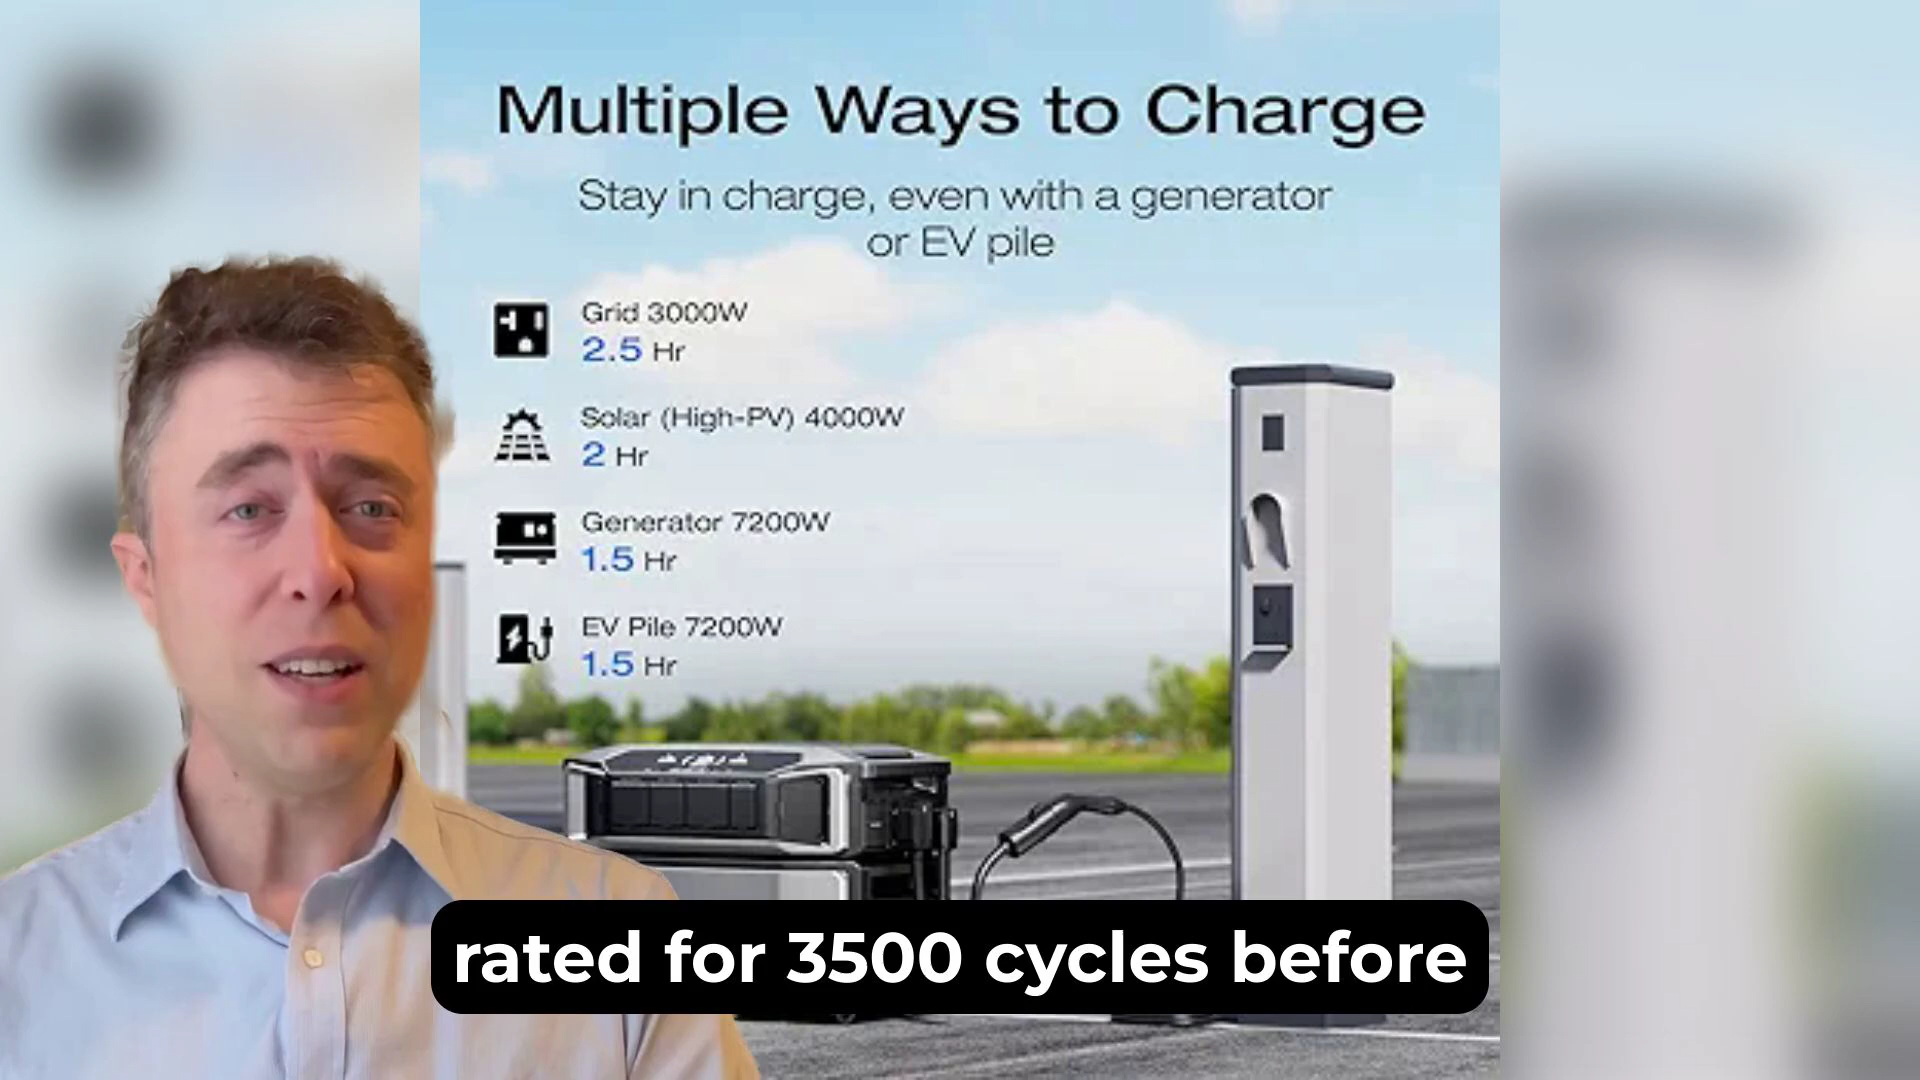 Multiple Ways to Charge
Stay in charge, even with a generator
or EV pile
Grid 3000W
2.5 Hr
Solar (High-PV) 4000W
2 Hr
Generator 7200W
1.5 Hr
EV Pile 7200W
1.5 Hr
rated for 3500 cycles before